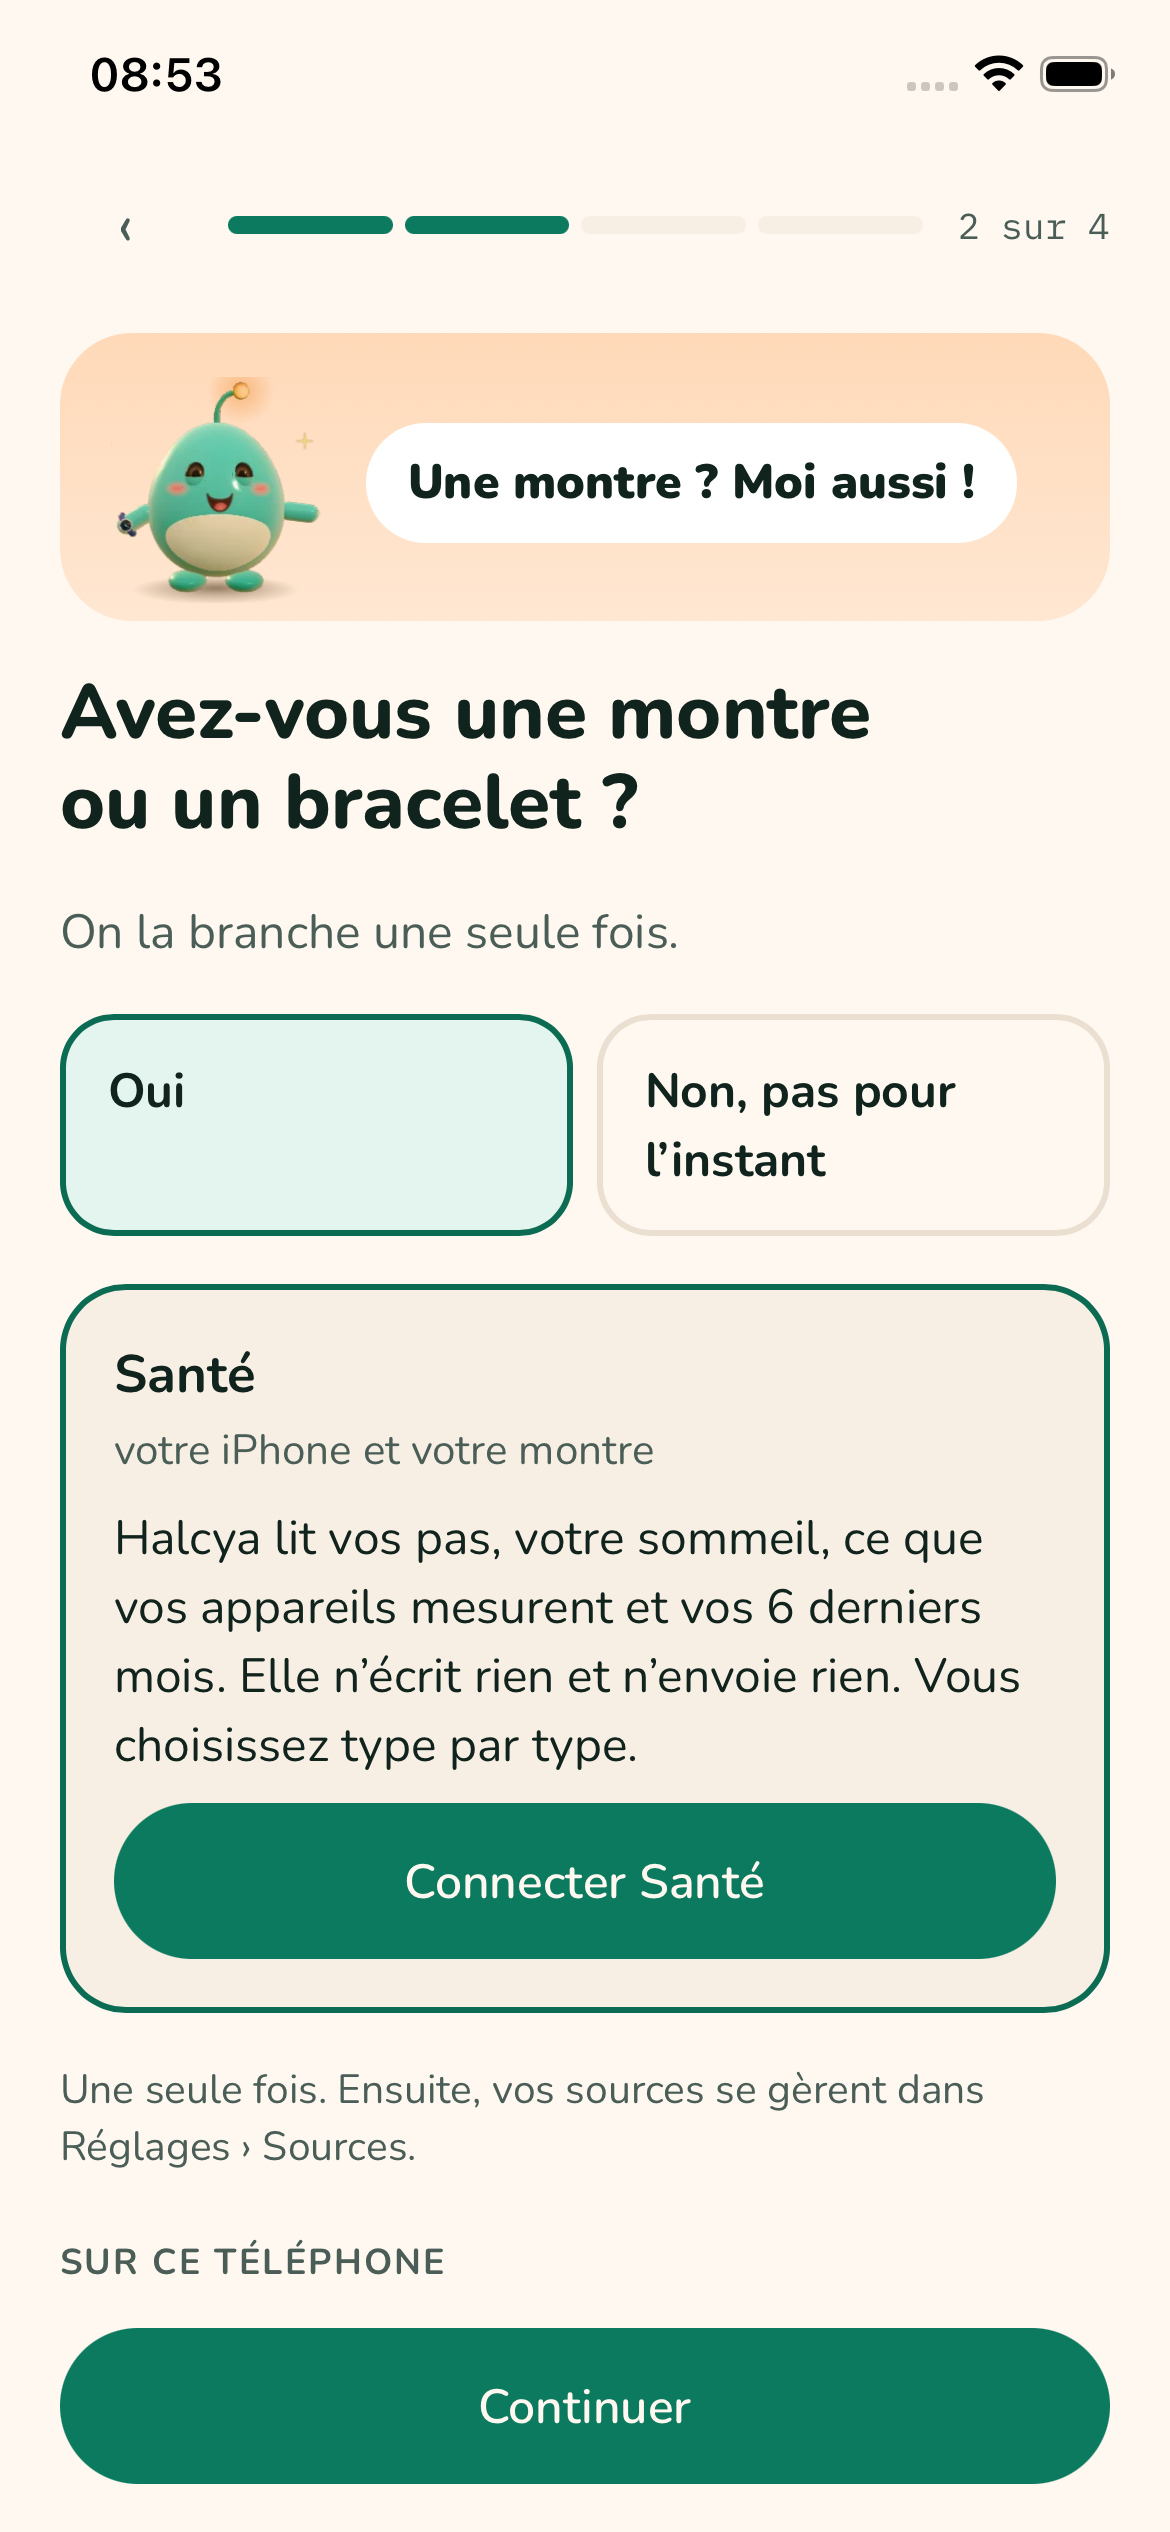 08:53
‹
2 sur 4
Une montre ? Moi aussi !
Avez-vous une montre
ou un bracelet ?
On la branche une seule fois.
Oui
Non, pas pour
l’instant
Santé
votre iPhone et votre montre
Halcya lit vos pas, votre sommeil, ce que
vos appareils mesurent et vos 6 derniers
mois. Elle n’écrit rien et n’envoie rien. Vous
choisissez type par type.
Connecter Santé
Une seule fois. Ensuite, vos sources se gèrent dans
Réglages › Sources.
SUR CE TÉLÉPHONE
Continuer